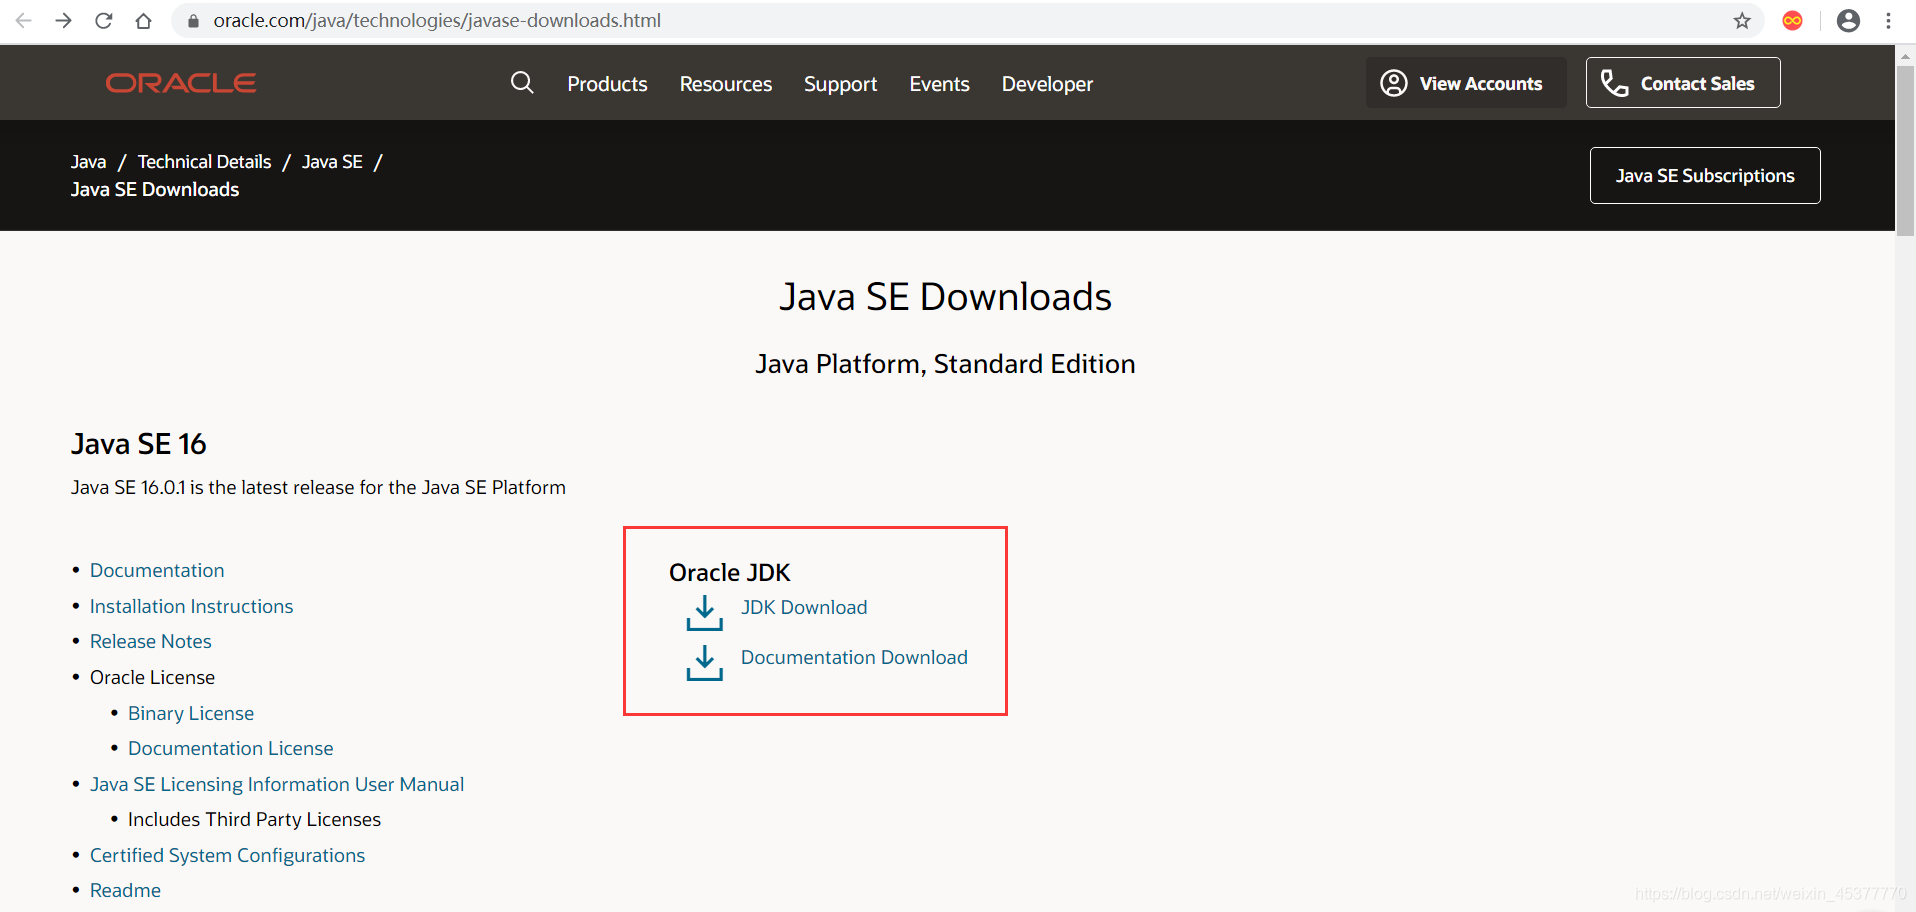 oracle.com/java/technologies/javase-downloads.html
ORACLE
Products Resources Support Events Developer
View Accounts
Contact Sales
Java / Technical Details / Java SE /
Java SE Downloads
Java SE Subscriptions
Java SE Downloads
Java Platform, Standard Edition
Java SE 16
Java SE 16.0.1 is the latest release for the Java SE Platform
• Documentation
• Installation Instructions
• Release Notes
• Oracle License
• Binary License
• Documentation License
• Java SE Licensing Information User Manual
• Includes Third Party Licenses
• Certified System Configurations
• Readme
Oracle JDK
JDK Download
Documentation Download
https://blog.csdn.net/weixin_45377770